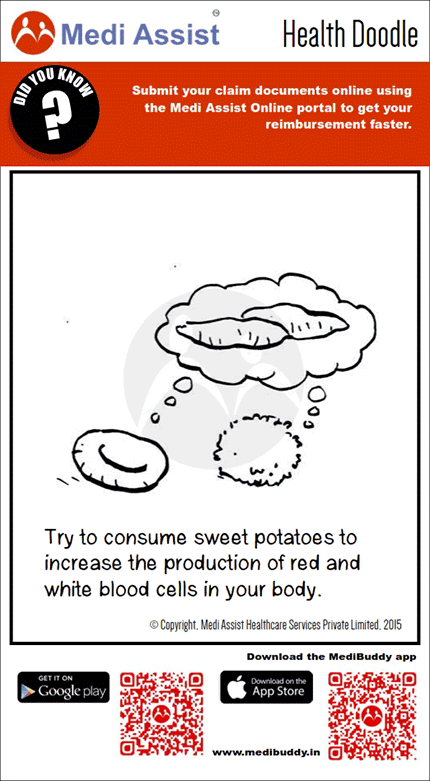 Medi Assist
Health Doodle
DID YOU KNOW
?
Submit your claim documents online using
the Medi Assist Online portal to get your
reimbursement faster.
Try to consume sweet potatoes to
increase the production of red and
white blood cells in your body.
© Copyright, Medi Assist Healthcare Services Private Limited, 2015
Download the MediBuddy app
GET IT ON
Google play
Download on the
App Store
www.medibuddy.in